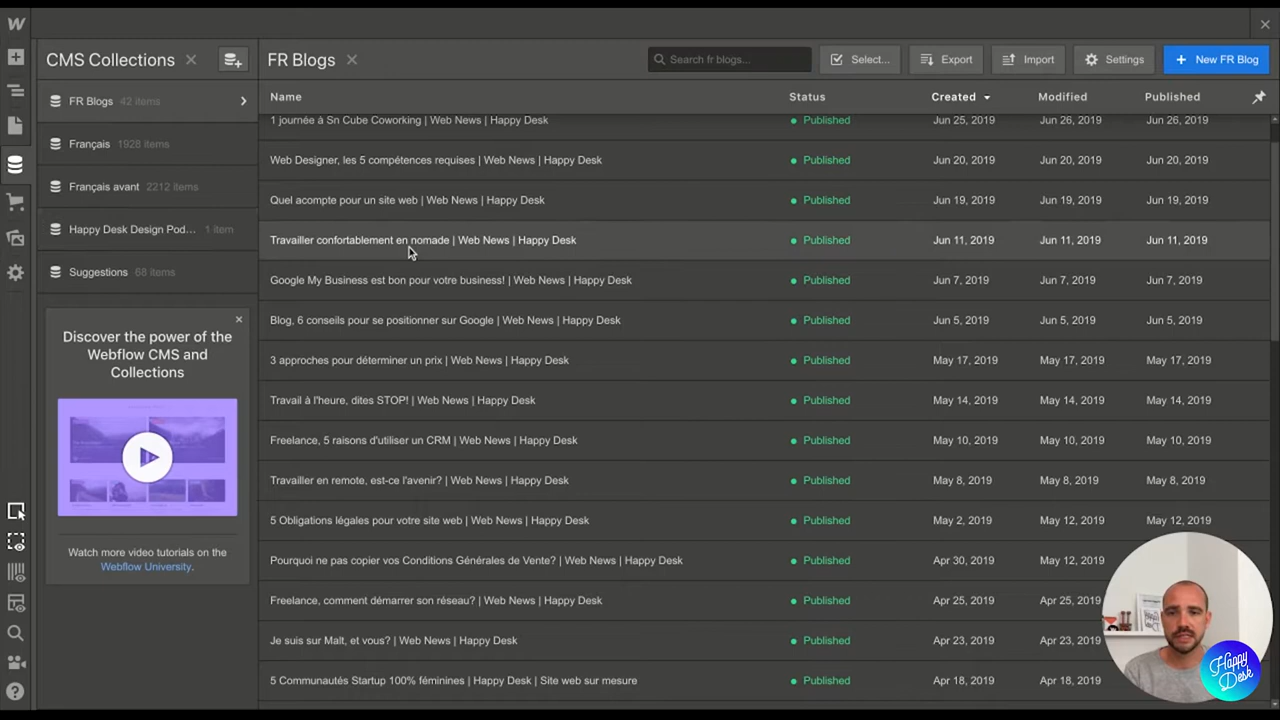 CMS Collections
FR Blogs
Search fr blogs...
Select...
Export
Import
Settings
New FR Blog
FR Blogs 42 items
Français 1928 items
Français avant 2212 items
Happy Desk Design Pod... 1 item
Suggestions 68 items
Discover the power of the
Webflow CMS and
Collections
Watch more video tutorials on the
Webflow University.
Name Status Created Modified Published
1 journée à Sn Cube Coworking | Web News | Happy Desk Published Jun 25, 2019 Jun 26, 2019 Jun 26, 2019
Web Designer, les 5 compétences requises | Web News | Happy Desk Published Jun 20, 2019 Jun 20, 2019 Jun 20, 2019
Quel acompte pour un site web | Web News | Happy Desk Published Jun 19, 2019 Jun 19, 2019 Jun 19, 2019
Travailler confortablement en nomade | Web News | Happy Desk Published Jun 11, 2019 Jun 11, 2019 Jun 11, 2019
Google My Business est bon pour votre business! | Web News | Happy Desk Published Jun 7, 2019 Jun 7, 2019 Jun 7, 2019
Blog, 6 conseils pour se positionner sur Google | Web News | Happy Desk Published Jun 5, 2019 Jun 5, 2019 Jun 5, 2019
3 approches pour déterminer un prix | Web News | Happy Desk Published May 17, 2019 May 17, 2019 May 17, 2019
Travail à l'heure, dites STOP! | Web News | Happy Desk Published May 14, 2019 May 14, 2019 May 14, 2019
Freelance, 5 raisons d'utiliser un CRM | Web News | Happy Desk Published May 10, 2019 May 10, 2019 May 10, 2019
Travailler en remote, est-ce l'avenir? | Web News | Happy Desk Published May 8, 2019 May 8, 2019 May 8, 2019
5 Obligations légales pour votre site web | Web News | Happy Desk Published May 2, 2019 May 12, 2019 May 12, 2019
Pourquoi ne pas copier vos Conditions Générales de Vente? | Web News | Happy Desk Published Apr 30, 2019 May 12, 2019
Freelance, comment démarrer son réseau? | Web News | Happy Desk Published Apr 25, 2019 Apr 25, 2019
Je suis sur Malt, et vous? | Web News | Happy Desk Published Apr 23, 2019 Apr 23, 2019
5 Communautés Startup 100% féminines | Happy Desk | Site web sur mesure Published Apr 18, 2019 Apr 18, 2019
Happy
Desk